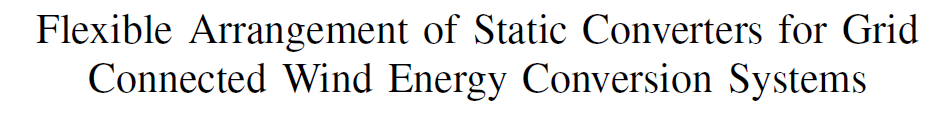 Flexible Arrangement of Static Converters for Grid
Connected Wind Energy Conversion Systems